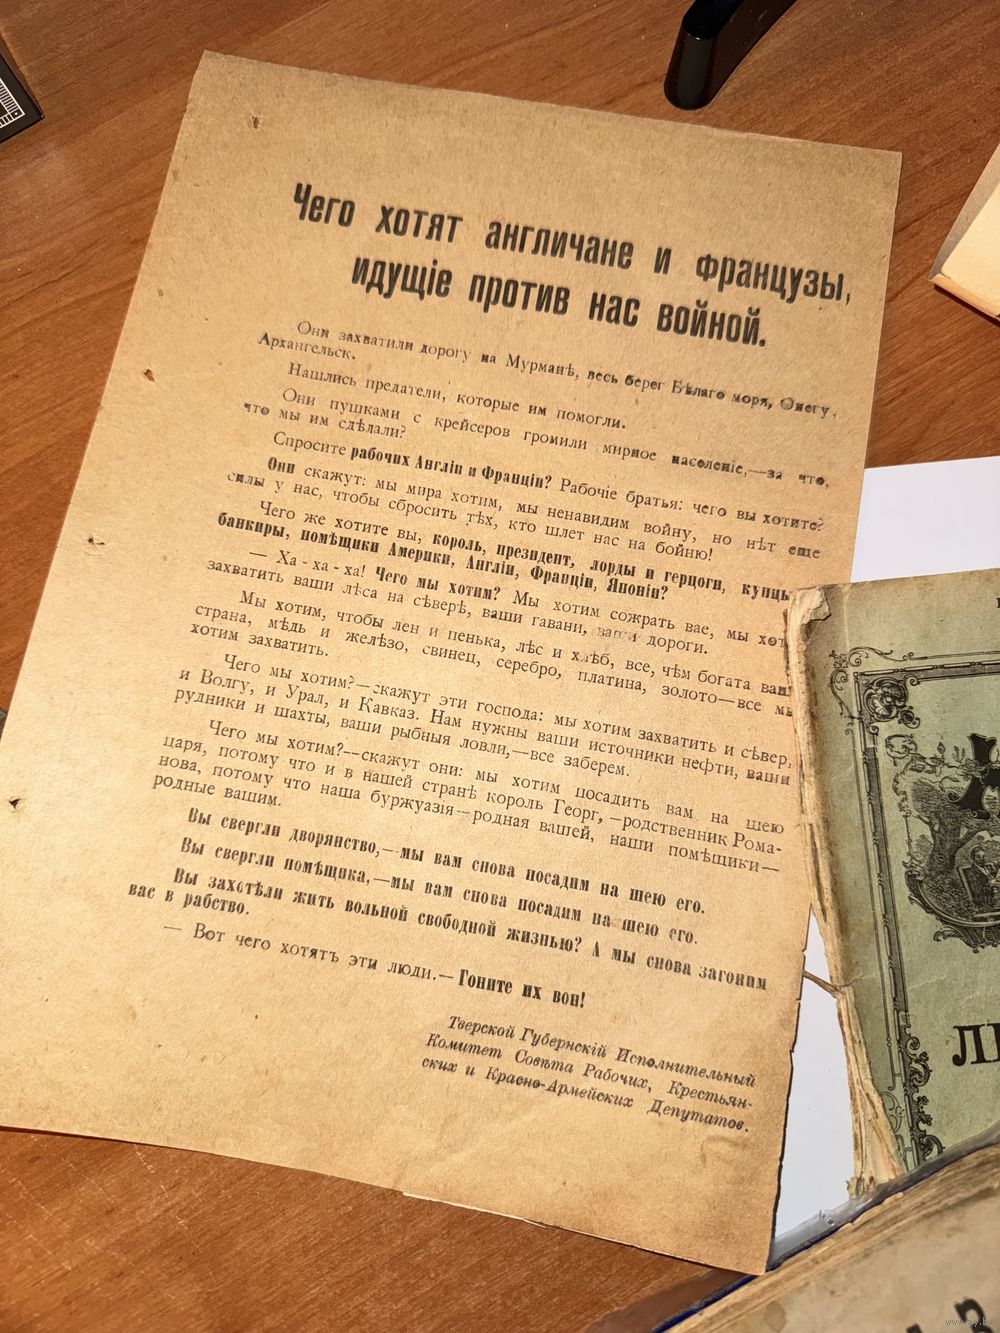 Чего хотят англичане и французы,
идущіе против нас войной.
Они захватили дорогу на Мурманѣ, весь берег Бѣлаго моря, Онегу,
Архангельск.
Нашлись предатели, которые им помогли.
Они пушками с крейсеров громили мирное населеніе,—за что,
что мы им сдѣлали?
Спросите рабочих Англіи и Франціи? Рабочіе братья: чего вы хотите?
Они скажут: мы мира хотим, мы ненавидим войну, но нѣт еще
силы у нас, чтобы сбросить тѣх, кто шлет нас на бойню!
Чего же хотите вы, король, президент, лорды и герцоги, купцы
банкиры, помѣщики Америки, Англіи, Франціи, Японіи?
— Ха - ха - ха! Чего мы хотим? Мы хотим сожрать вае, мы хот
захватить ваши лѣса на сѣверѣ, ваши гавани, ваши дороги.
Мы хотим, чтобы лен и пенька, лѣс и хлѣб, все, чѣм богата ваша
страна, мѣдь и желѣзо, свинец, серебро, платина, золото—все мы
хотим захватить.
Чего мы хотим?—скажут эти господа: мы хотим захватить и сѣвер,
и Волгу, и Урал, и Кавказ. Нам нужны ваши источники нефти, ваши
рудники и шахты, ваши рыбныя ловли,—все заберем.
Чего мы хотим?—скажут они: мы хотим посадить вам на шею
царя, потому что и в нашей странѣ король Георг,—родственник Рома-
нова, потому что наша буржуазія—родная вашей, наши помѣщики—
родные вашим.
Вы свергли дворянство,—мы вам снова посадим на шею его.
Вы свергли помѣщика,—мы вам снова посадим на шею его.
Вы захотѣли жить вольной свободной жизнью? А мы снова загоним
вас в рабство.
— Вот чего хотятъ эти люди.—Гоните их вон!
Тверской Губернскій Исполнительный
Комитет Совѣта Рабочих, Крестьян-
ских и Красно-Армейских Депутатов.